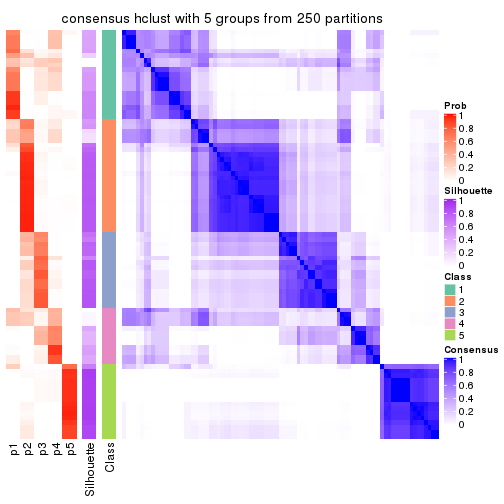 consensus hclust with 5 groups from 250 partitions
Prob
1
0.8
0.6
0.4
0.2
0
Silhouette
1
0.8
0.6
0.4
0.2
0
Class
1
2
3
4
5
Consensus
1
0.8
0.6
0.4
0.2
0
p1
p2
p3
p4
p5
Silhouette
Class